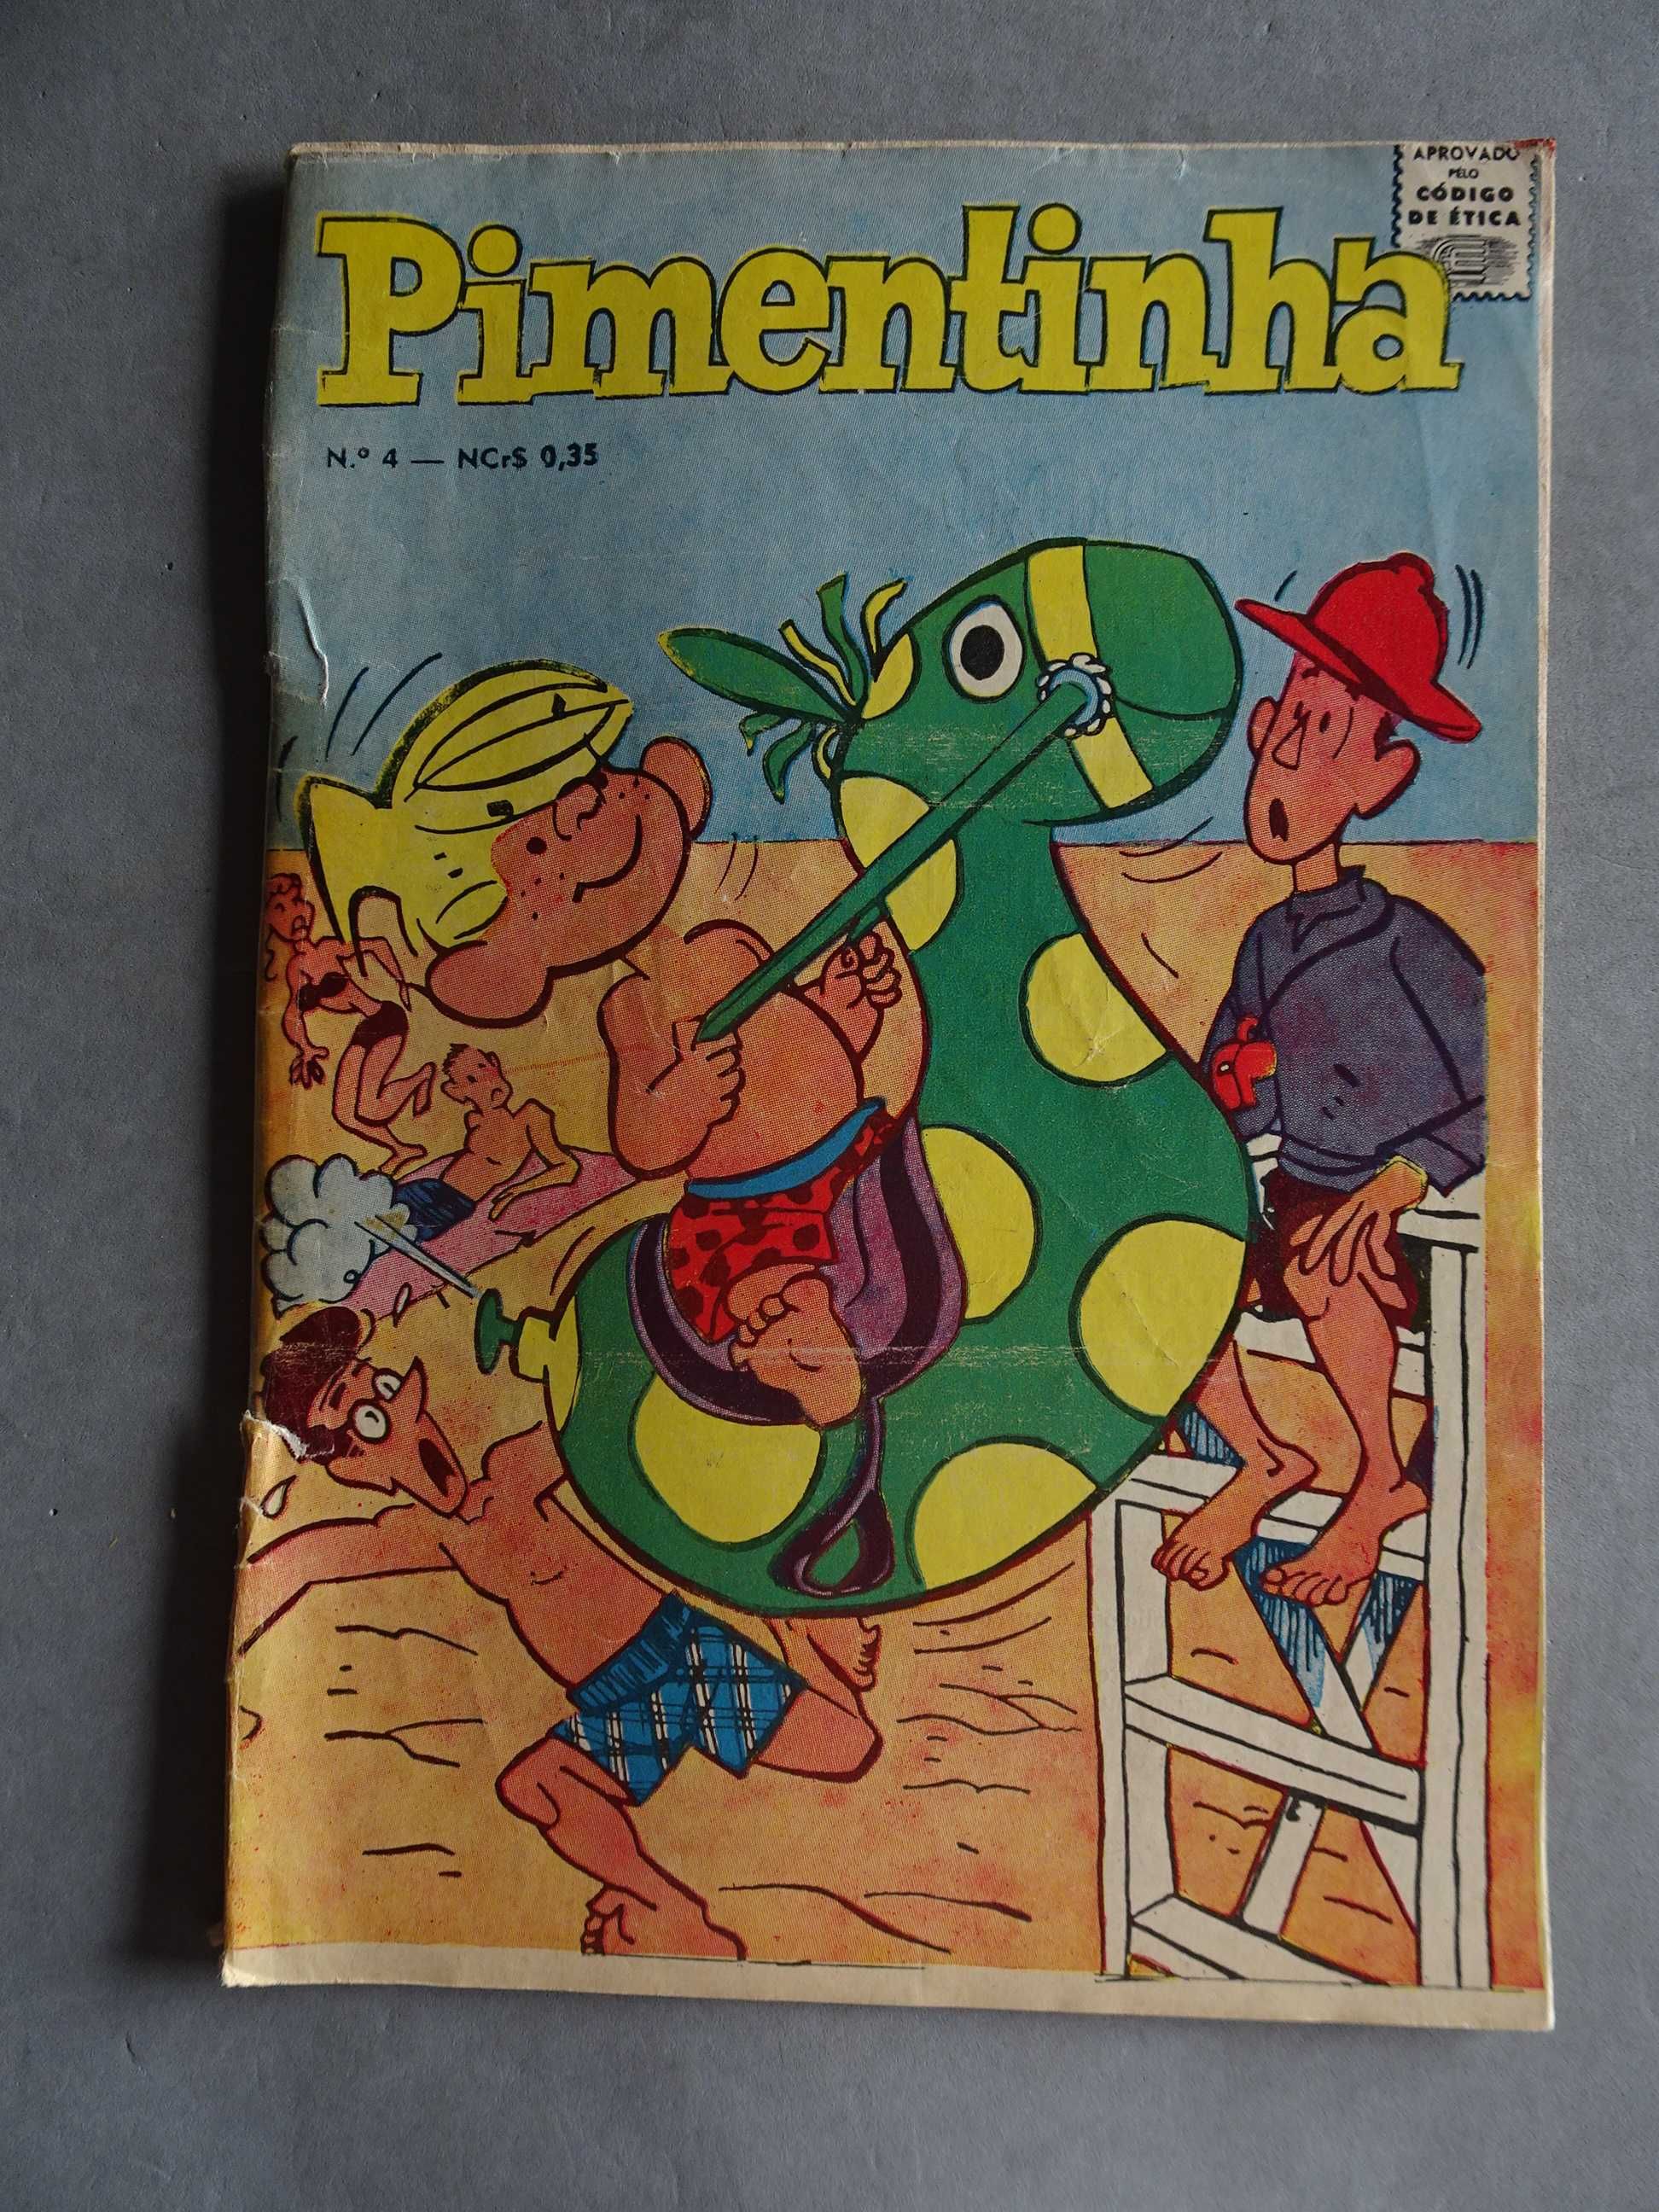 APROVADO
PELO
CÓDIGO
DE ÉTICA
Pimentinha
N.º 4 — NCr$ 0,35